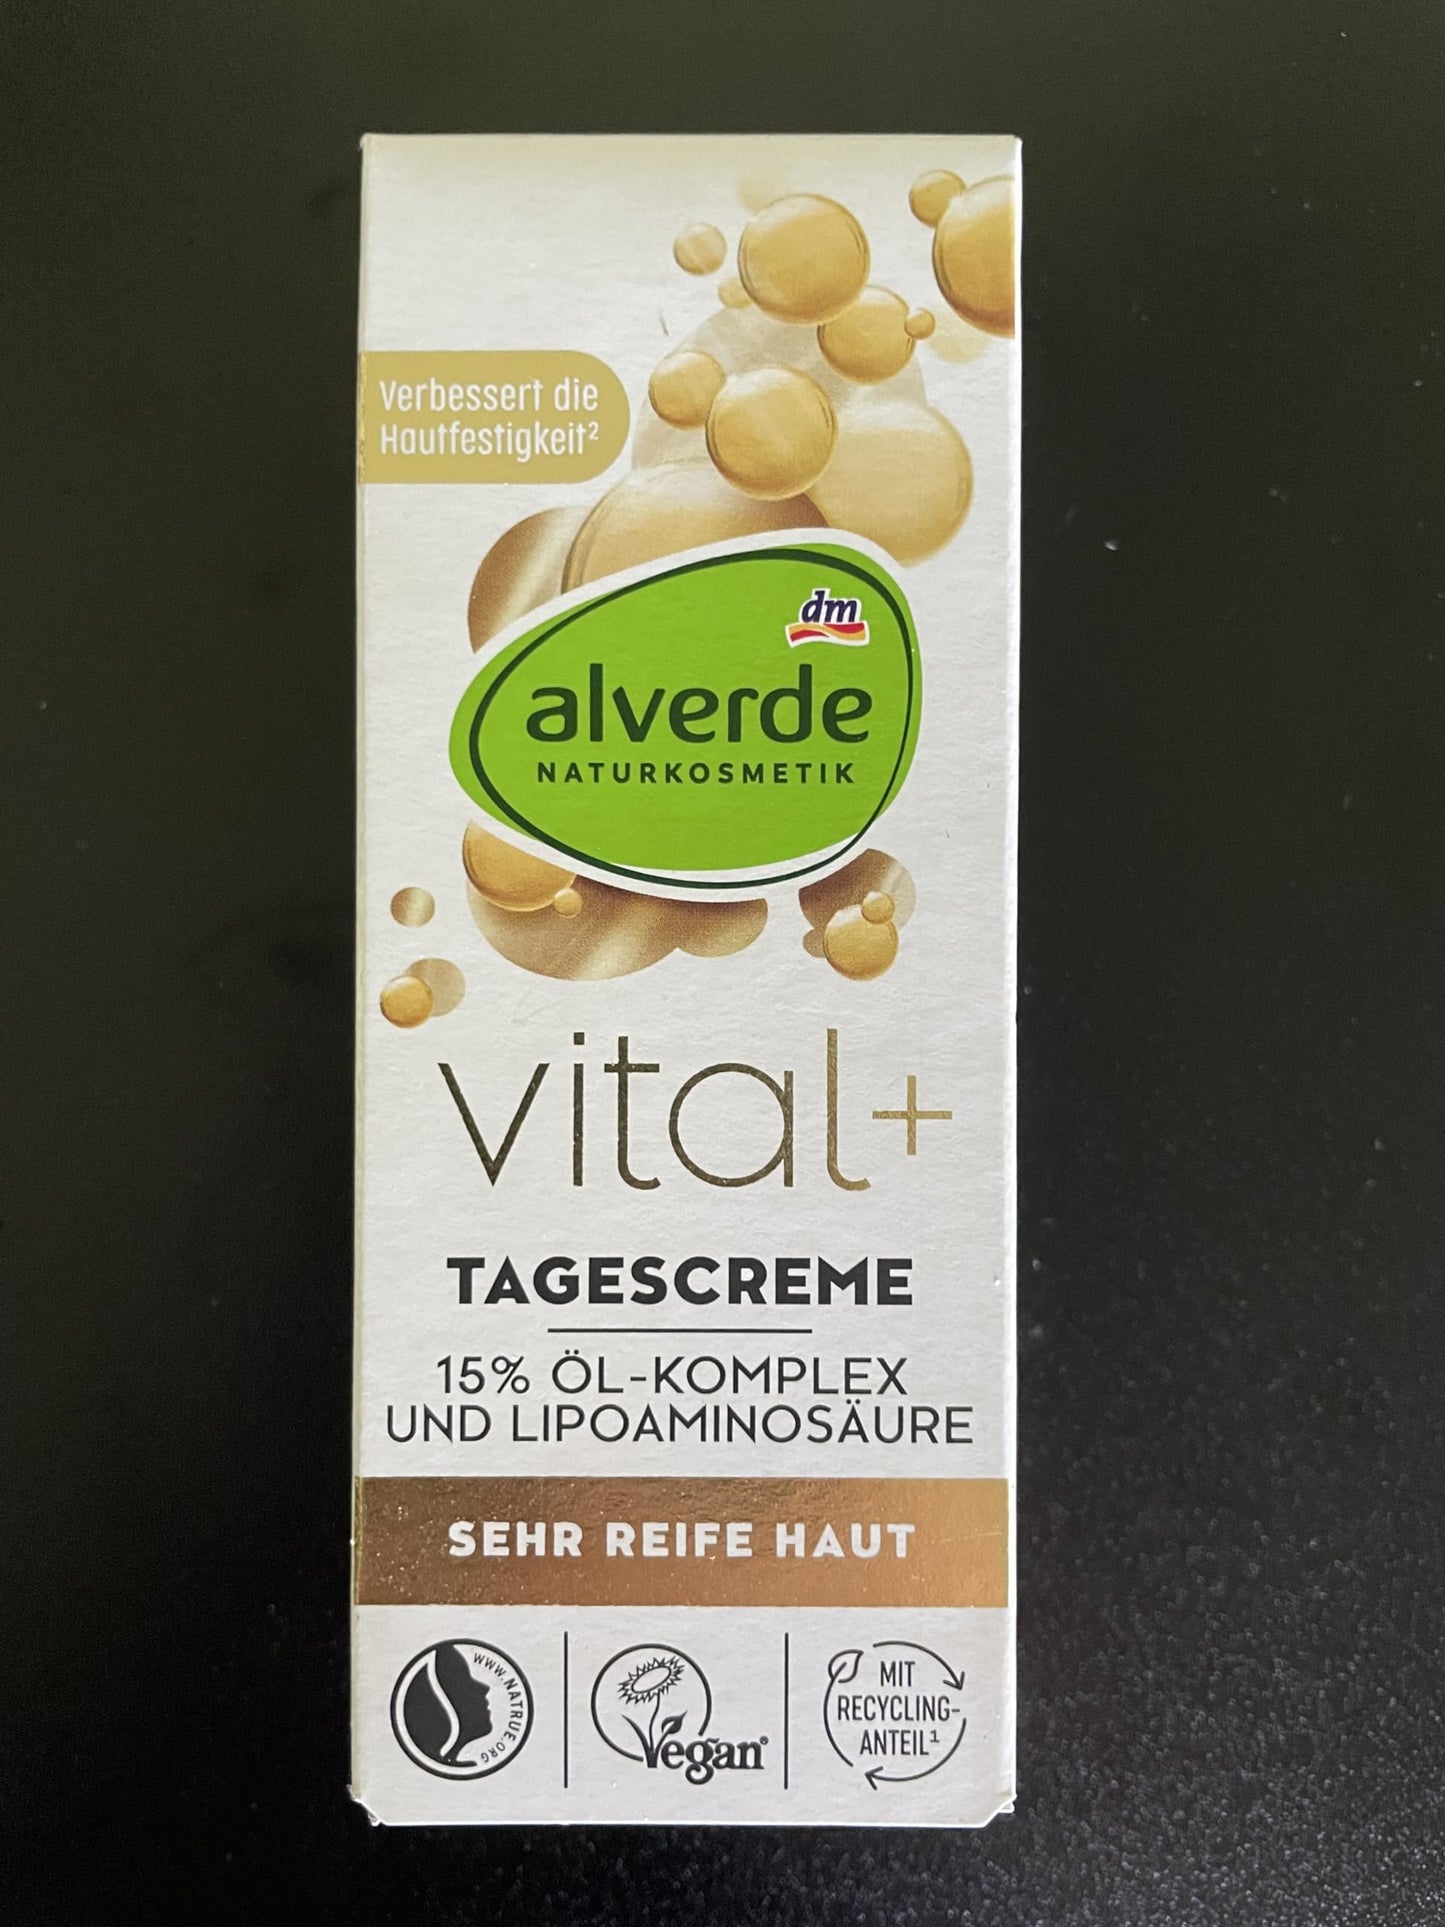 Verbessert die
Hautfestigkeit²
dm
alverde
NATURKOSMETIK
vital+
TAGESCREME
15% ÖL-KOMPLEX
UND LIPOAMINOSÄURE
SEHR REIFE HAUT
WWW.NATRUE.ORG
Vegan®
MIT
RECYCLING-
ANTEIL¹